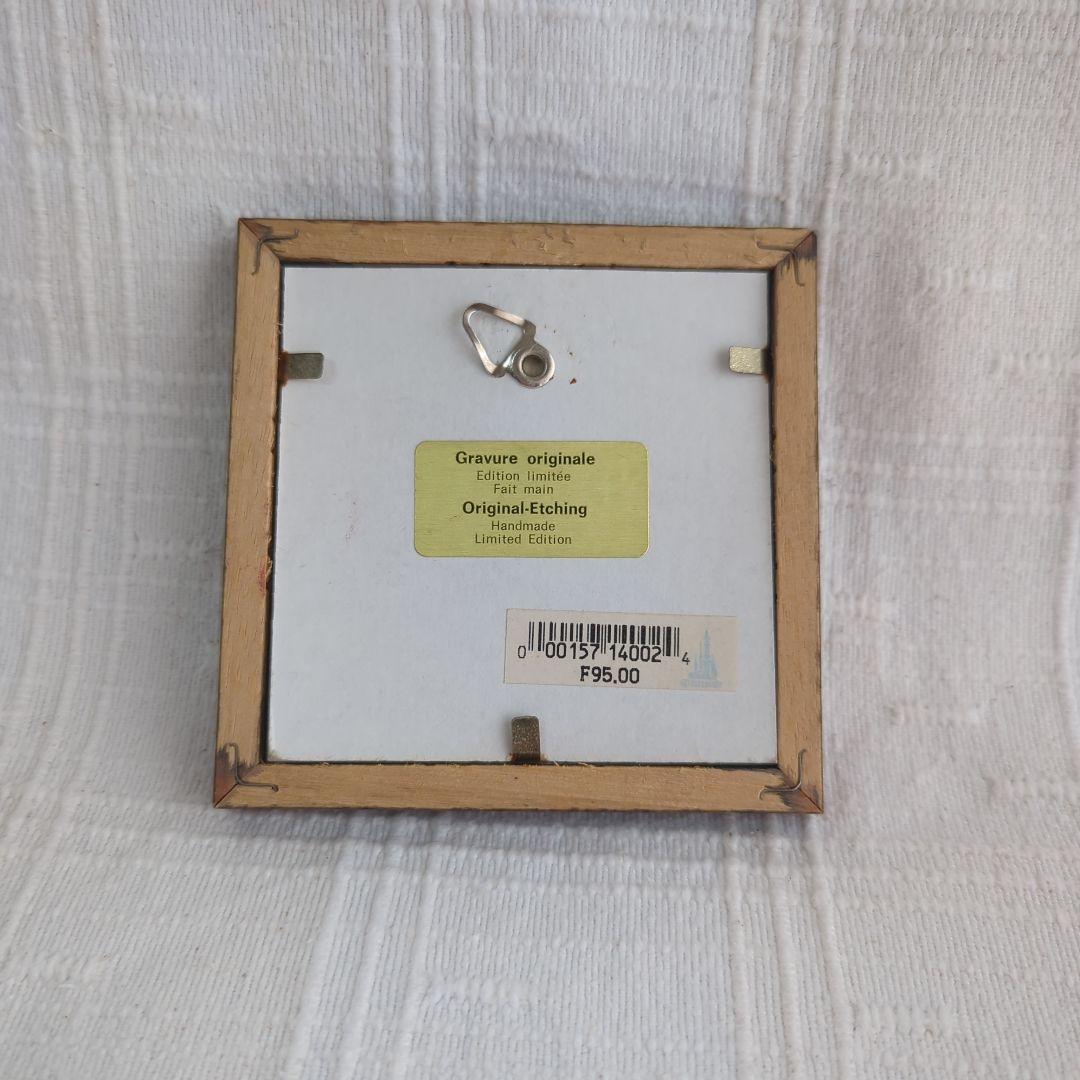 Gravure originale
Edition limitée
Fait main
Original-Etching
Handmade
Limited Edition
0 00157 14002 4
F95.00